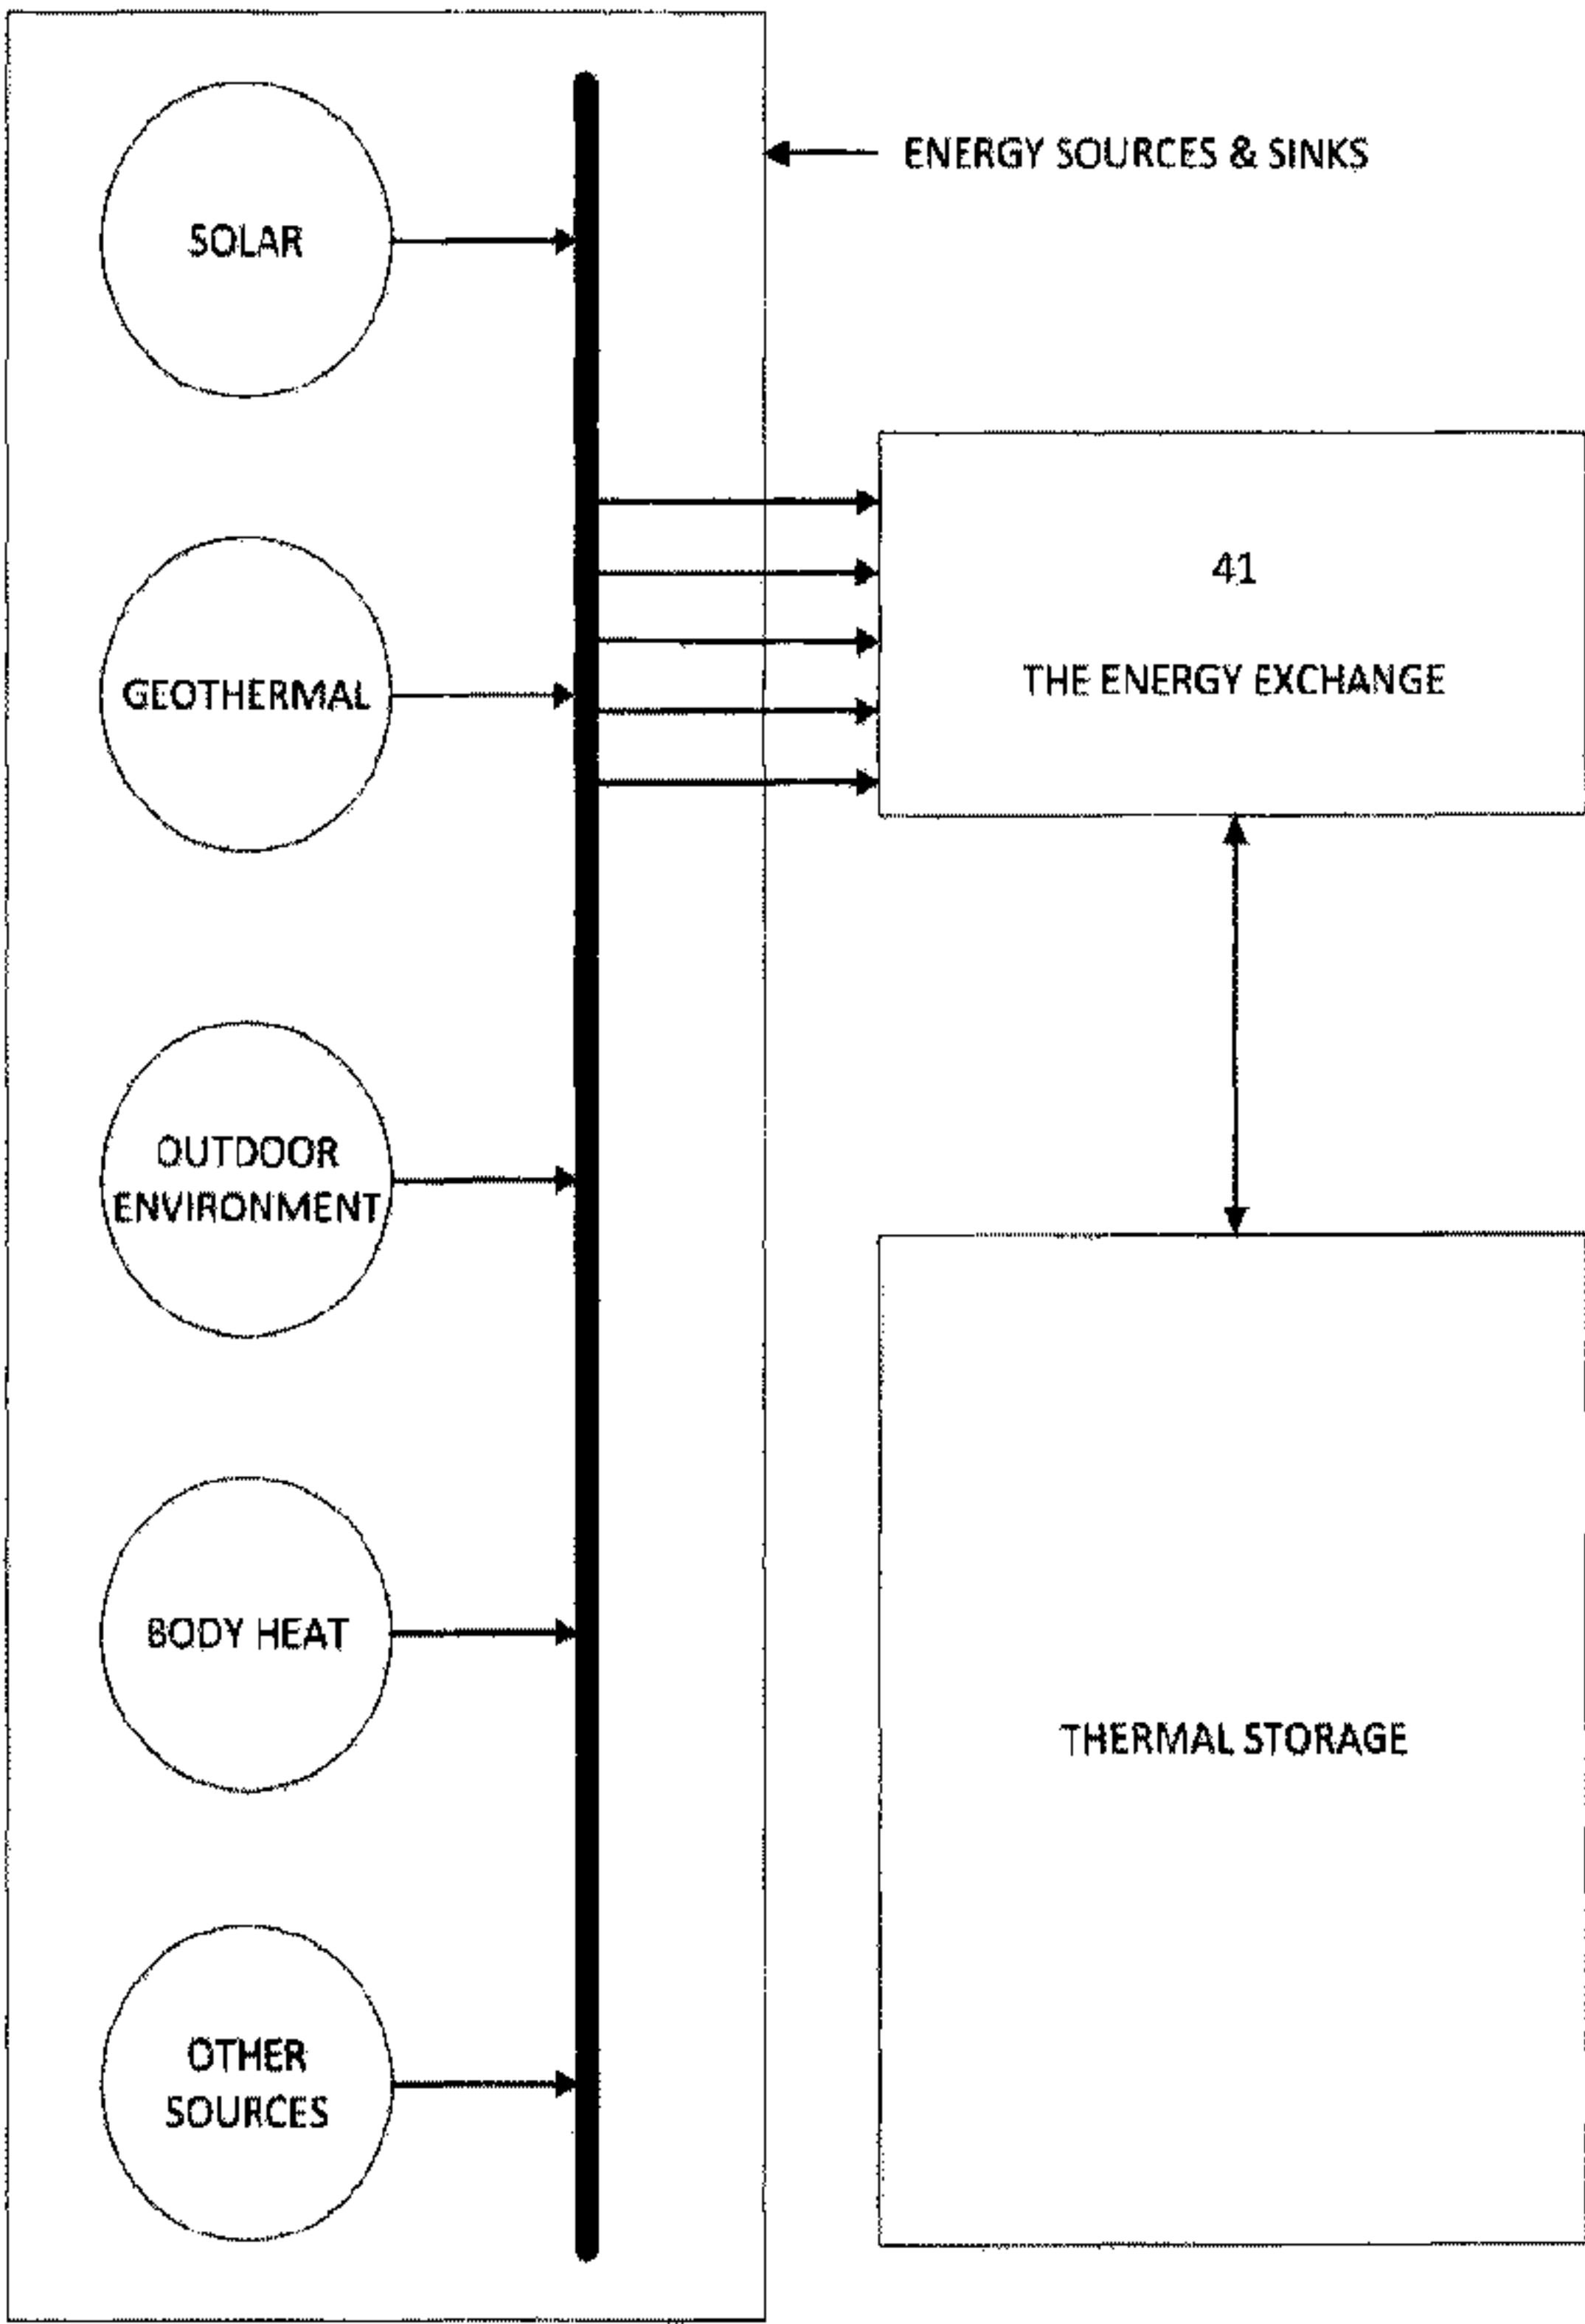 ENERGY SOURCES & SINKS
SOLAR
GEOTHERMAL
OUTDOOR
ENVIRONMENT
BODY HEAT
OTHER
SOURCES
41
THE ENERGY EXCHANGE
THERMAL STORAGE